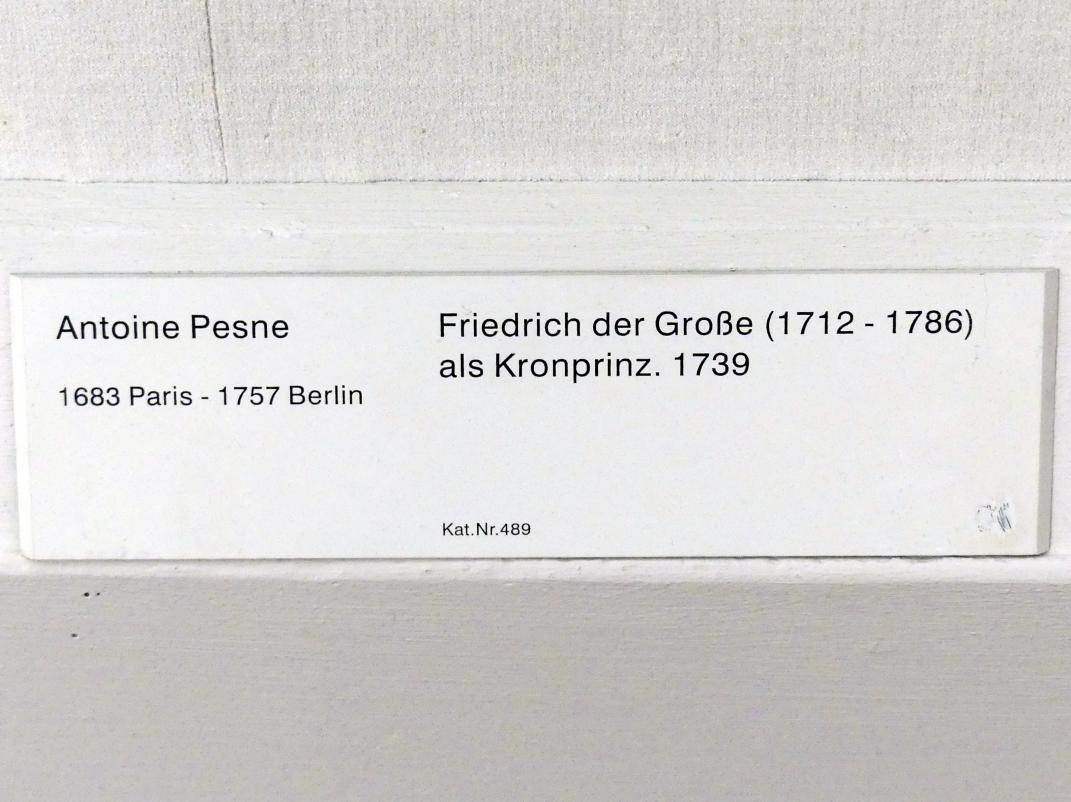 Antoine Pesne
1683 Paris - 1757 Berlin
Friedrich der Große (1712 - 1786)
als Kronprinz. 1739
Kat.Nr.489